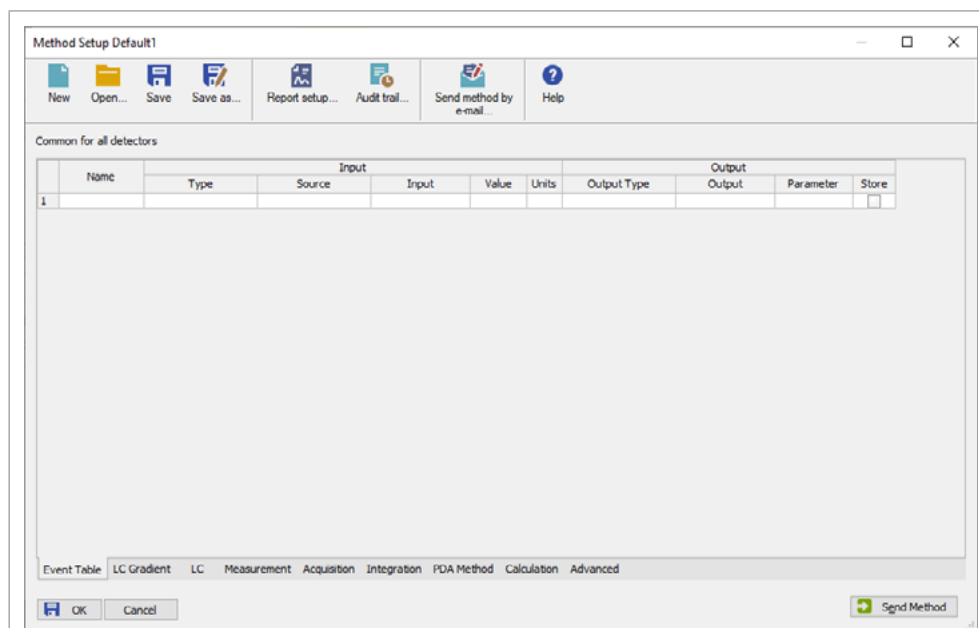 Method Setup Default1
New Open... Save Save as... Report setup... Audit trail... Send method by e-mail... Help
Common for all detectors
Name Input Output
Type Source Input Value Units Output Type Output Parameter Store
1
Event Table LC Gradient LC Measurement Acquisition Integration PDA Method Calculation Advanced
OK Cancel Send Method